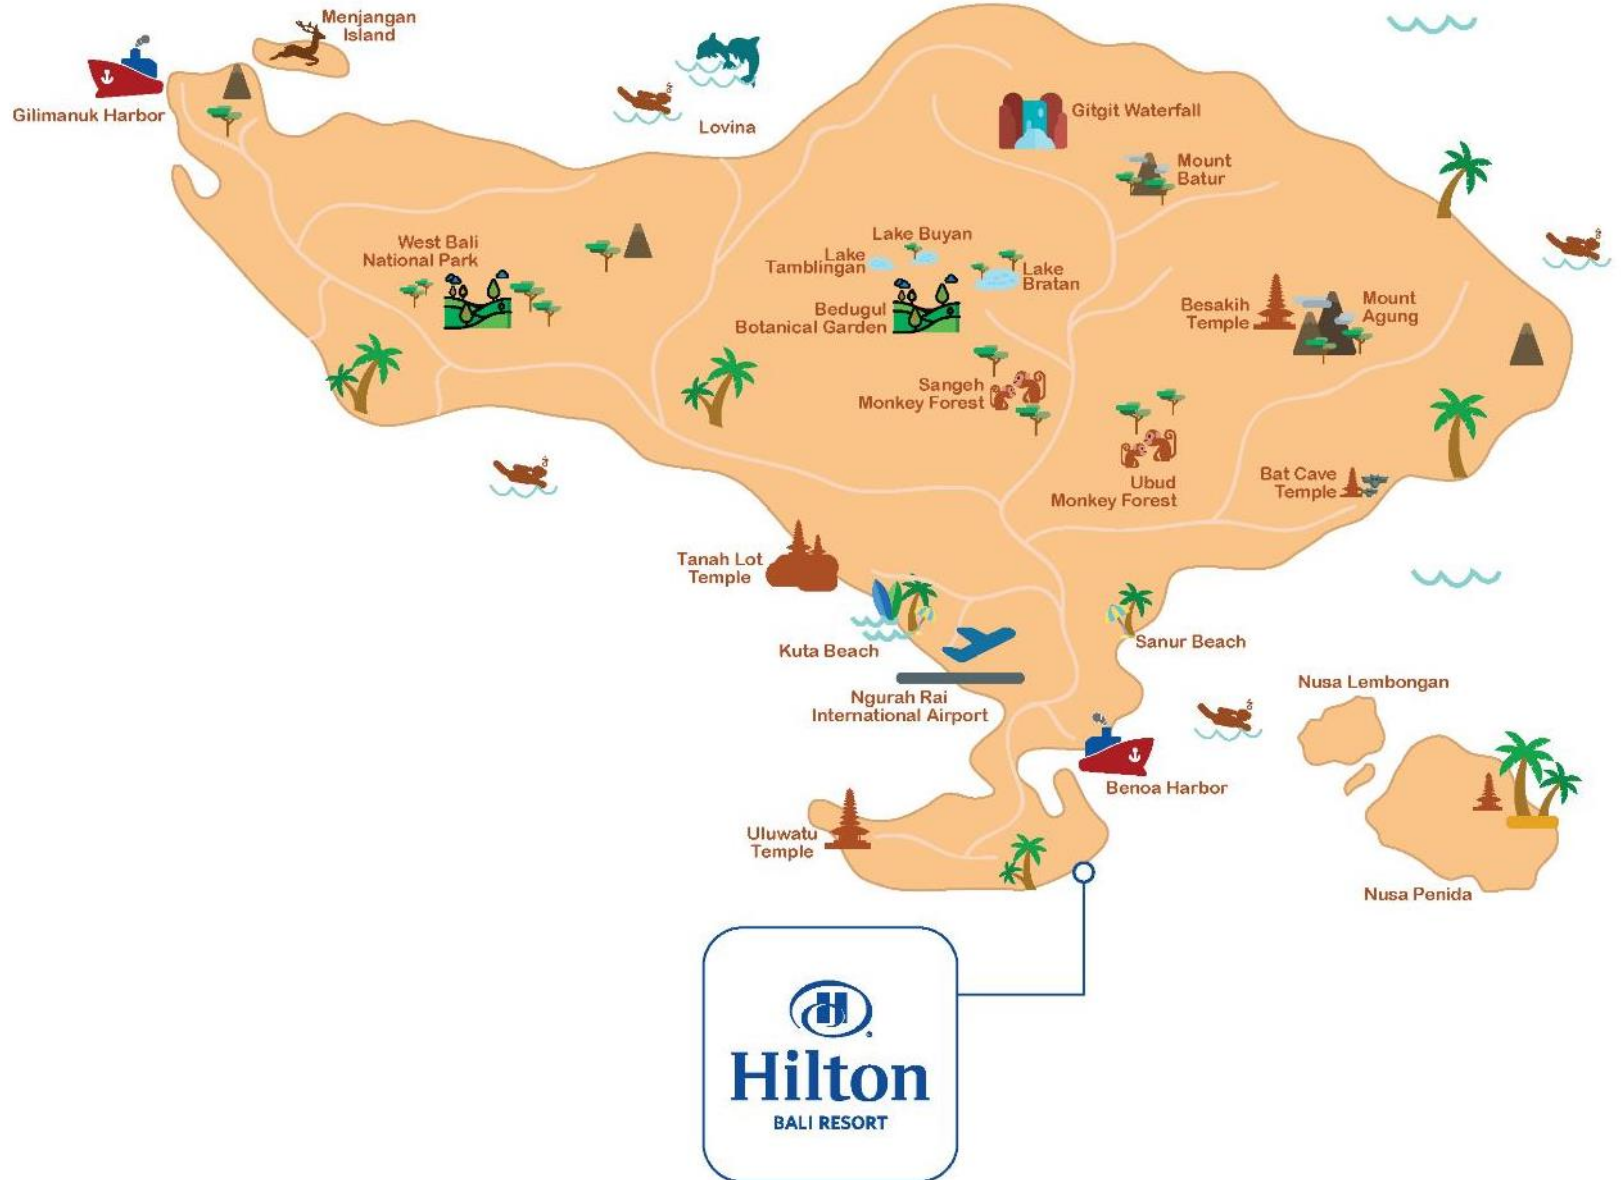 Menjangan
Island
Gilimanuk Harbor
Lovina
Gitgit Waterfall
Mount
Batur
West Bali
National Park
Lake Buyan
Lake
Tamblingan
Lake
Bratan
Bedugul
Botanical Garden
Besakih
Temple
Mount
Agung
Sangeh
Monkey Forest
Ubud
Monkey Forest
Bat Cave
Temple
Tanah Lot
Temple
Kuta Beach
Sanur Beach
Ngurah Rai
International Airport
Nusa Lembongan
Benoa Harbor
Uluwatu
Temple
Nusa Penida
H
Hilton
BALI RESORT